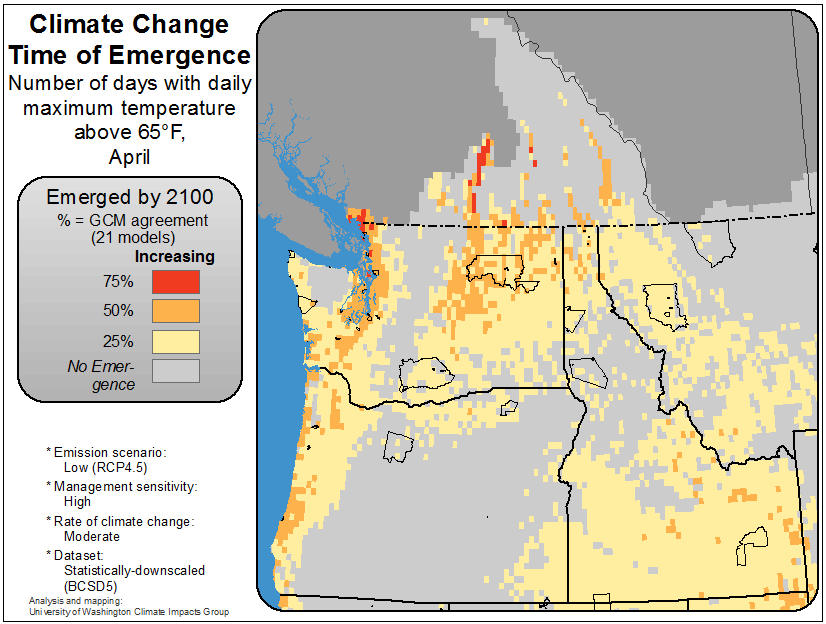 Climate Change
Time of Emergence
Number of days with daily
maximum temperature
above 65°F,
April
Emerged by 2100
% = GCM agreement
(21 models)
Increasing
75%
50%
25%
No Emer-
gence
* Emission scenario:
Low (RCP4.5)
* Management sensitivity:
High
* Rate of climate change:
Moderate
* Dataset:
Statistically-downscaled
(BCSD5)
Analysis and mapping:
University of Washington Climate Impacts Group